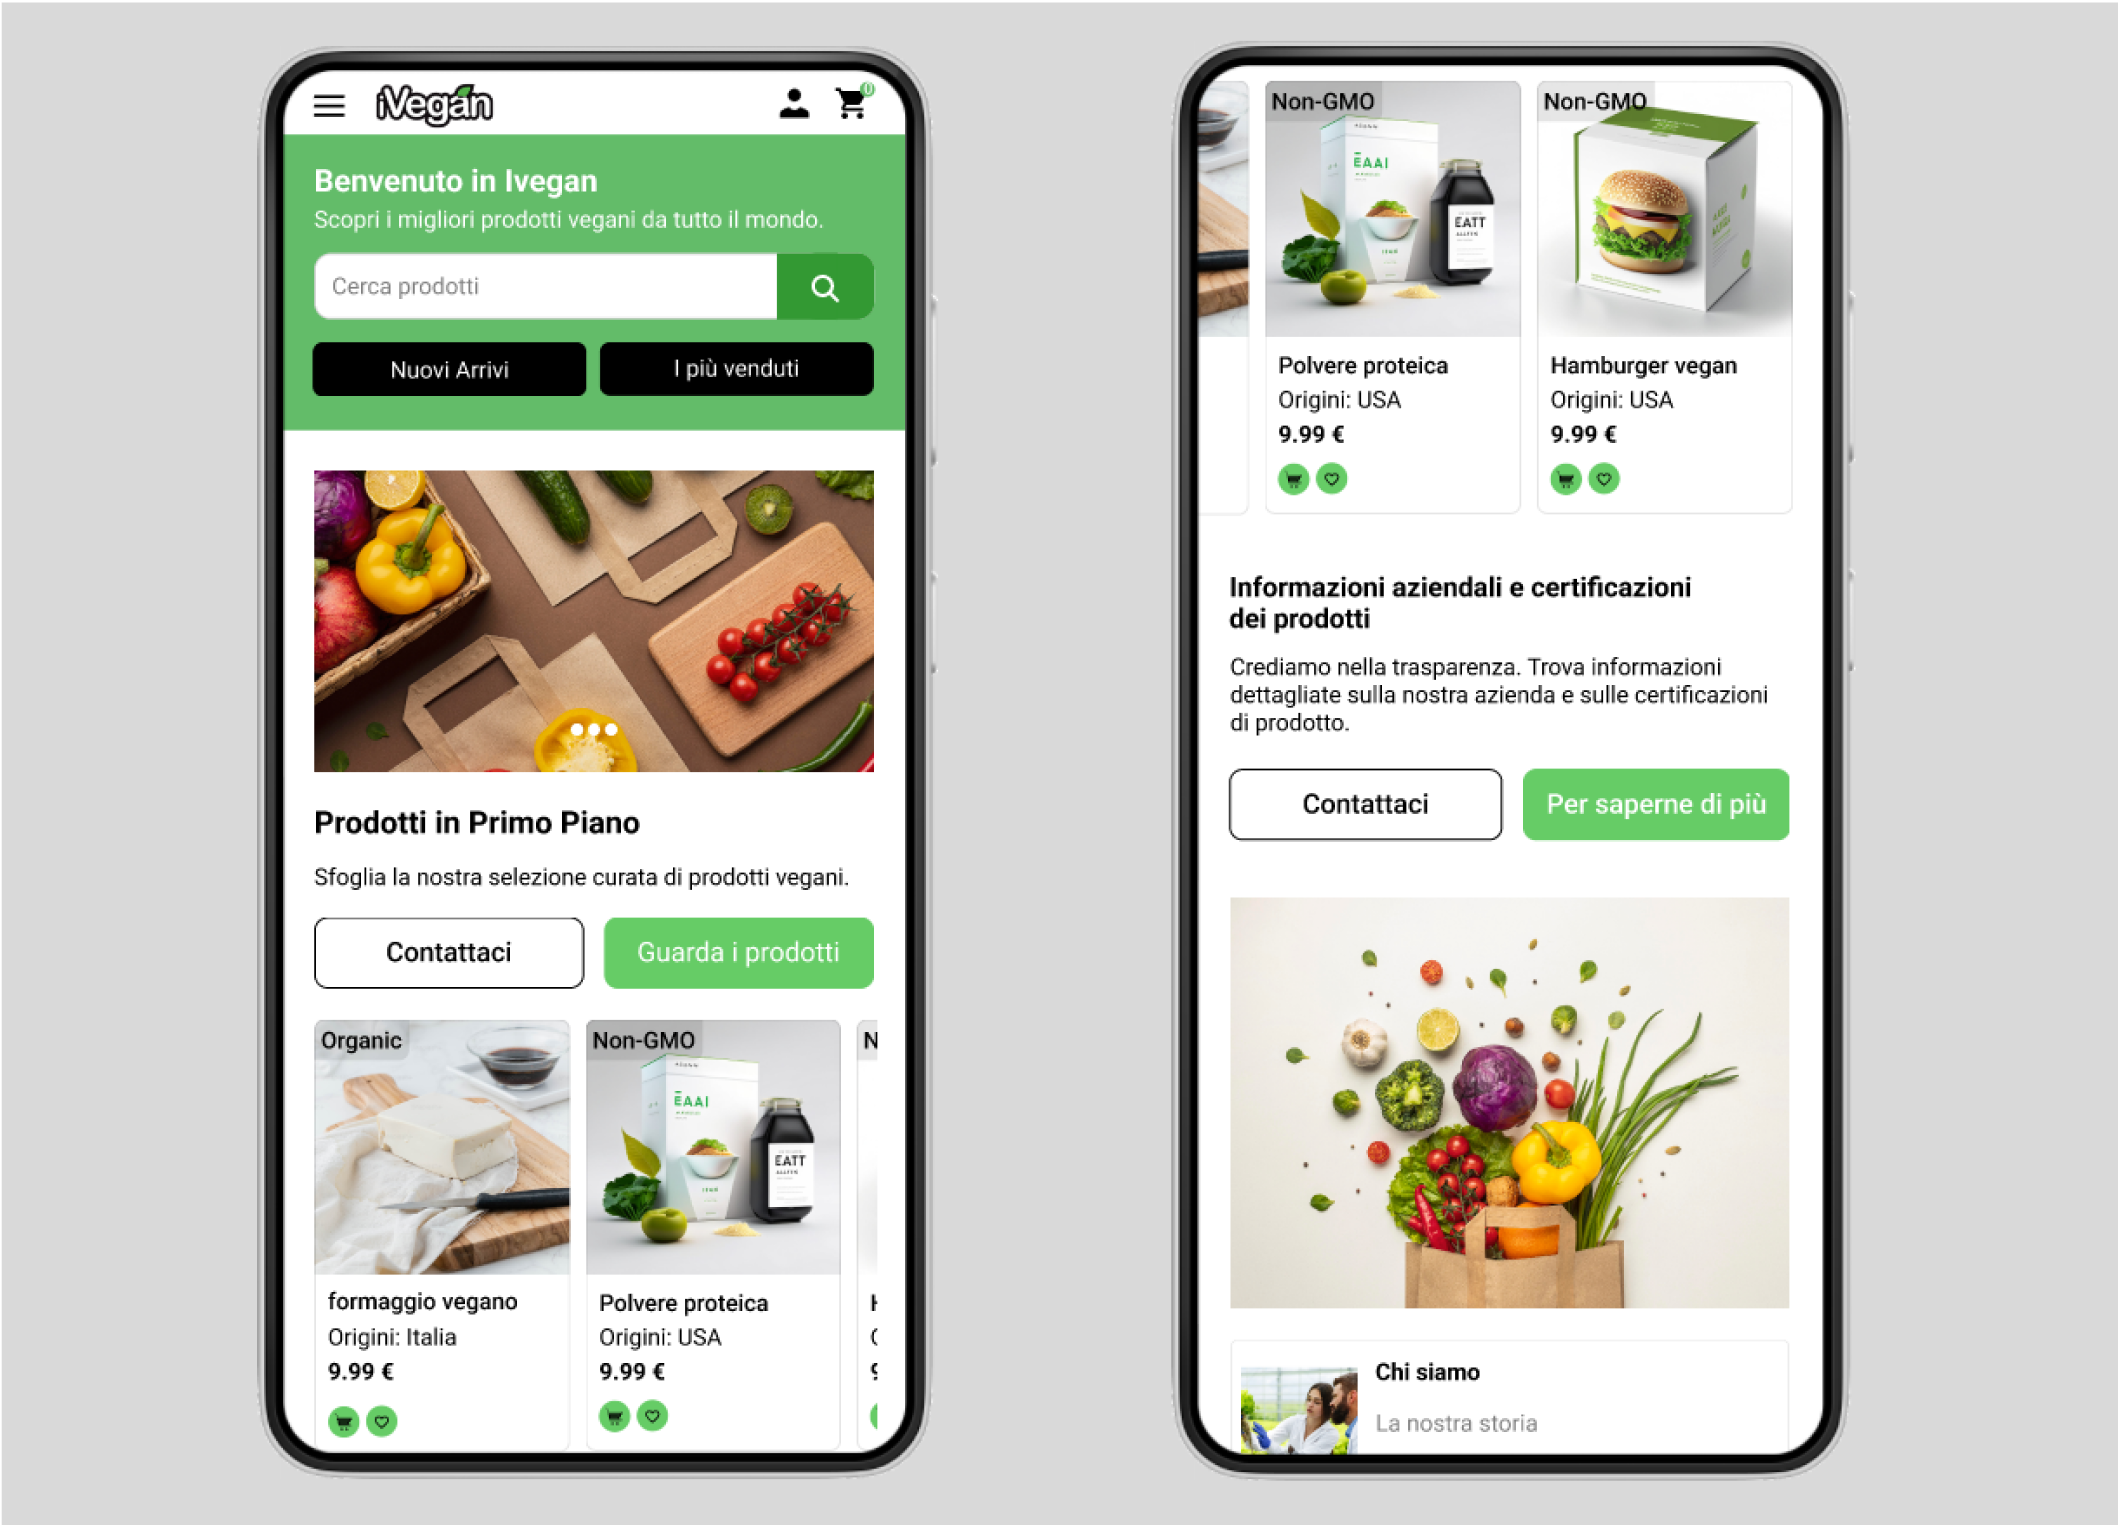 iVegan
0
Benvenuto in Ivegan
Scopri i migliori prodotti vegani da tutto il mondo.
Cerca prodotti
Nuovi Arrivi
I più venduti
Prodotti in Primo Piano
Sfoglia la nostra selezione curata di prodotti vegani.
Contattaci
Guarda i prodotti
Organic
Non-GMO
N
ĒAAI
EATT
formaggio vegano
Origini: Italia
9.99 €
Polvere proteica
Origini: USA
9.99 €
Non-GMO
Non-GMO
ĒAAI
EATT
Polvere proteica
Origini: USA
9.99 €
Hamburger vegan
Origini: USA
9.99 €
Informazioni aziendali e certificazioni
dei prodotti
Crediamo nella trasparenza. Trova informazioni
dettagliate sulla nostra azienda e sulle certificazioni
di prodotto.
Contattaci
Per saperne di più
Chi siamo
La nostra storia